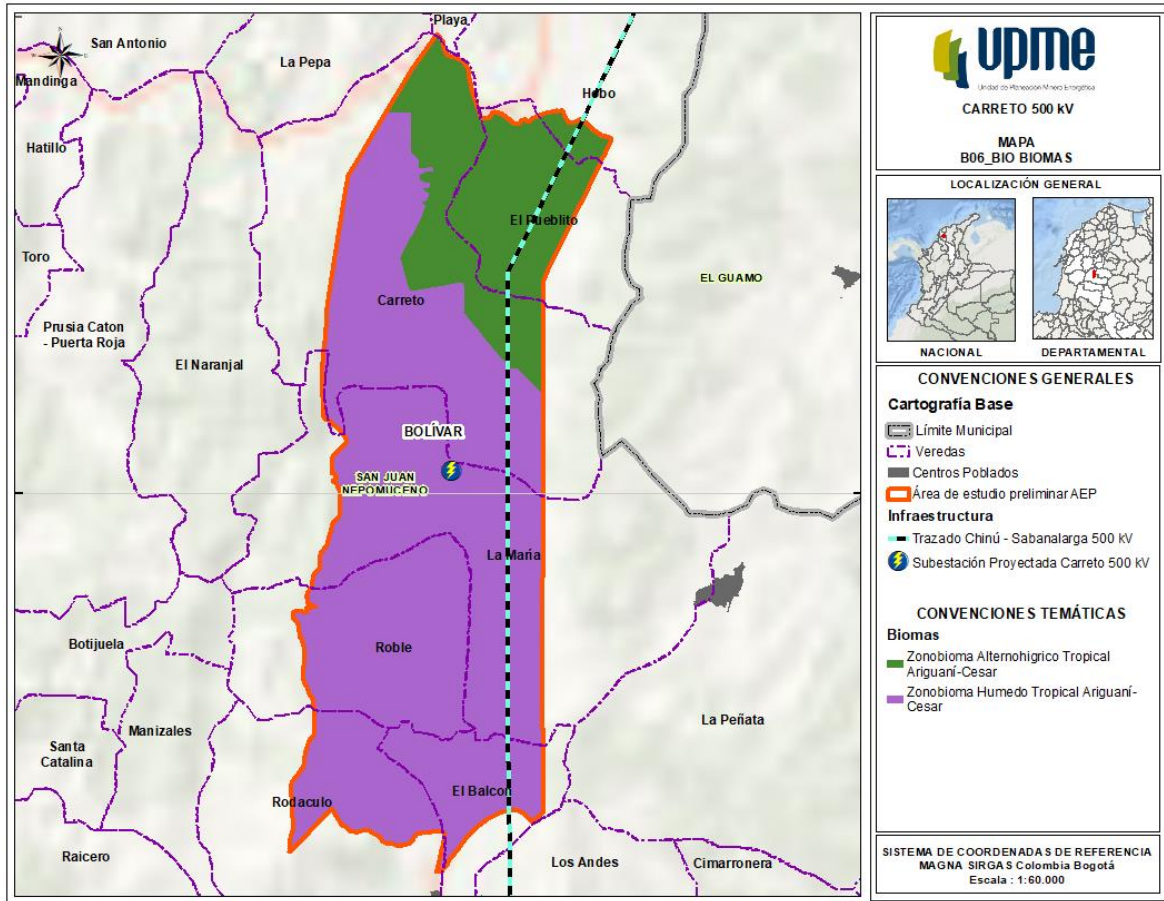 Playa
San Antonio
La Pepa
Mandinga
Hobo
Hatillo
El Pueblito
Toro
EL GUAMO
Carreto
Prusia Caton
- Puerta Roja
El Naranjal
BOLÍVAR
SAN JUAN
NEPOMUCENO
La María
Botijuela
Roble
La Peñata
Manizales
Santa
Catalina
Rodaculo
El Balcon
Raicero
Los Andes
Cimarronera
upme
Unidad de Planeación Minero Energética
CARRETO 500 kV
MAPA
B06_BIO BIOMAS
LOCALIZACIÓN GENERAL
NACIONAL
DEPARTAMENTAL
CONVENCIONES GENERALES
Cartografía Base
Límite Municipal
Veredas
Centros Poblados
Área de estudio preliminar AEP
Infraestructura
Trazado Chinú - Sabanalarga 500 kV
Subestación Proyectada Carreto 500 kV
CONVENCIONES TEMÁTICAS
Biomas
Zonobioma Alternohigrico Tropical
Ariguaní-Cesar
Zonobioma Humedo Tropical Ariguaní-
Cesar
SISTEMA DE COORDENADAS DE REFERENCIA
MAGNA SIRGAS Colombia Bogotá
Escala : 1:60.000